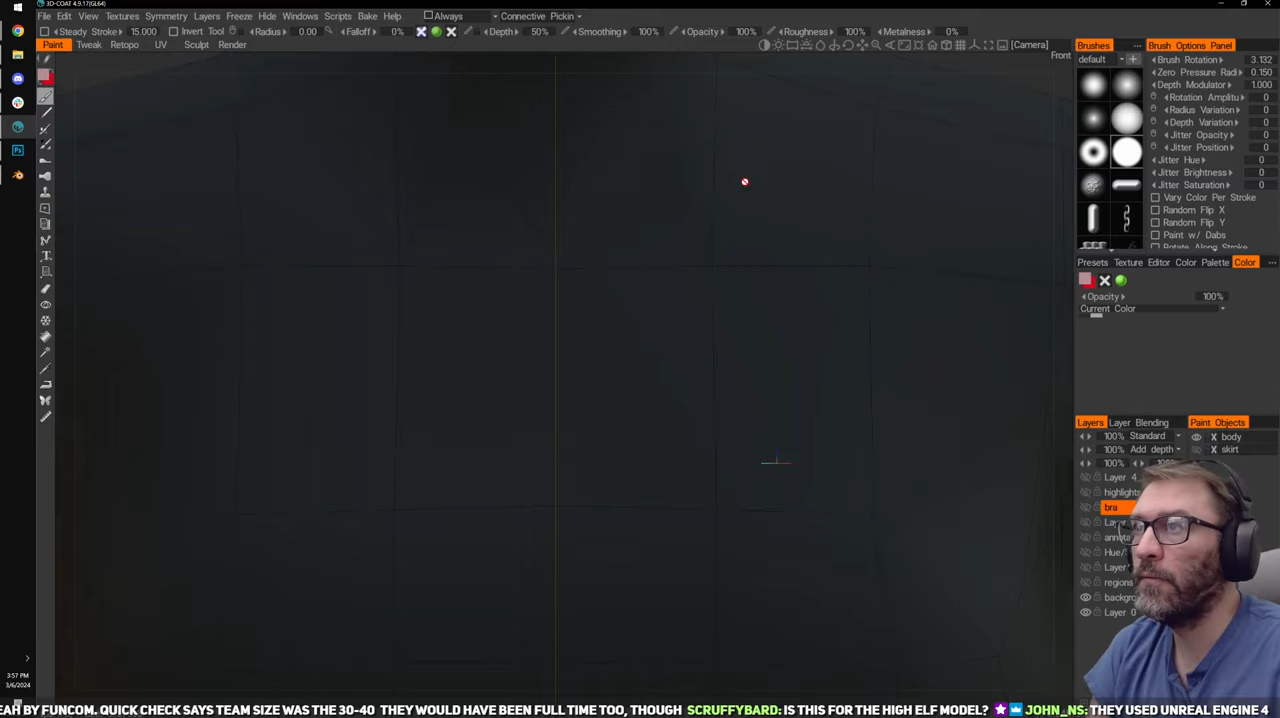 3D-COAT 4.9.17(GL64)
File Edit View Textures Symmetry Layers Freeze Hide Windows Scripts Bake Help Always Connective Pickin
Steady Stroke 15.000 Invert Tool Radius 0.00 Falloff 0% Depth 50% Smoothing 100% Opacity 100% Roughness 100% Metalness 0%
Paint Tweak Retopo UV Sculpt Render [Camera] Brushes Brush Options Panel
Front
default
Brush Rotation 3.132
Zero Pressure Radi 0.150
Depth Modulator 1.000
Rotation Amplitu 0
Radius Variation 0
Depth Variation 0
Jitter Opacity 0
Jitter Position 0
Jitter Hue 0
Jitter Brightness 0
Jitter Saturation 0
Vary Color Per Stroke
Random Flip X
Random Flip Y
Paint w/ Dabs
Rotate Along Stroke
Presets Texture Editor Color Palette Color
Opacity 100%
Current Color
Layers Layer Blending Paint Objects
100% Standard X body
100% Add depth X skirt
100%
Layer 4
highlights
bra
regions
Layer 0
3:57 PM
3/6/2024
EAH BY FUNCOM. QUICK CHECK SAYS TEAM SIZE WAS THE 30-40 THEY WOULD HAVE BEEN FULL TIME TOO, THOUGH SCRUFFYBARD: IS THIS FOR THE HIGH ELF MODEL? JOHN_NS: THEY USED UNREAL ENGINE 4